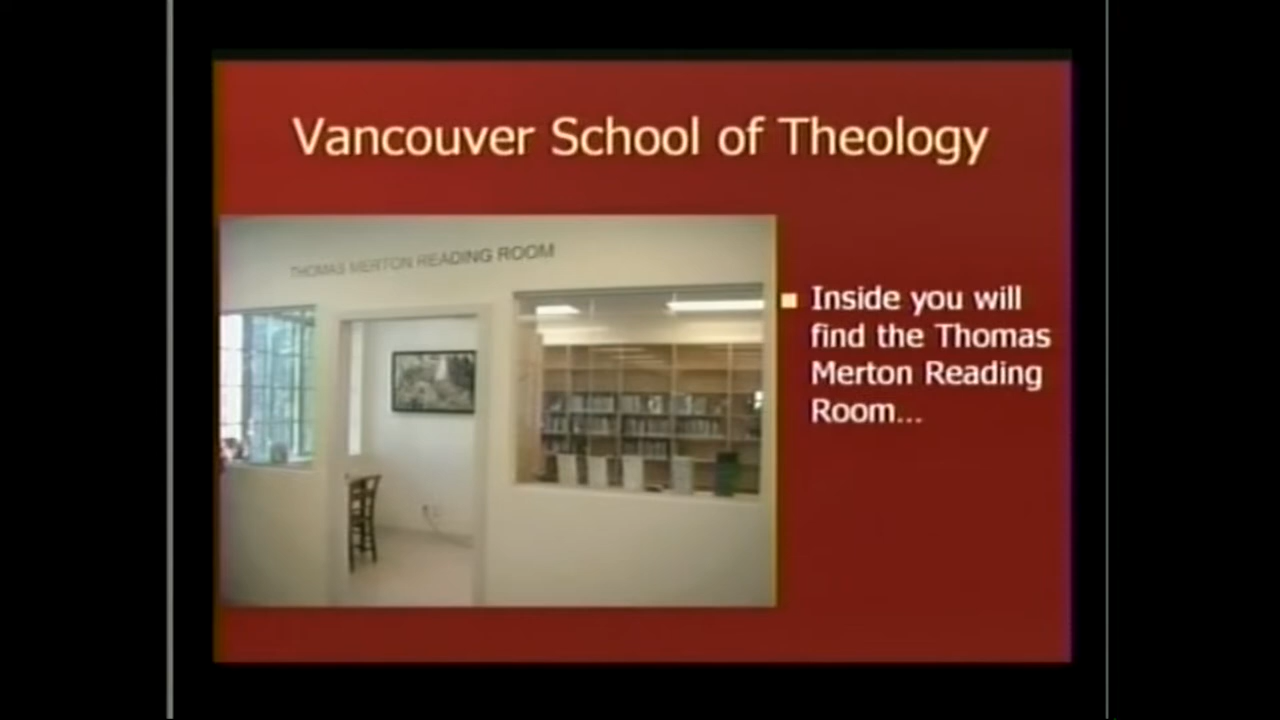 Vancouver School of Theology
THOMAS MERTON READING ROOM
Inside you will
find the Thomas
Merton Reading
Room...